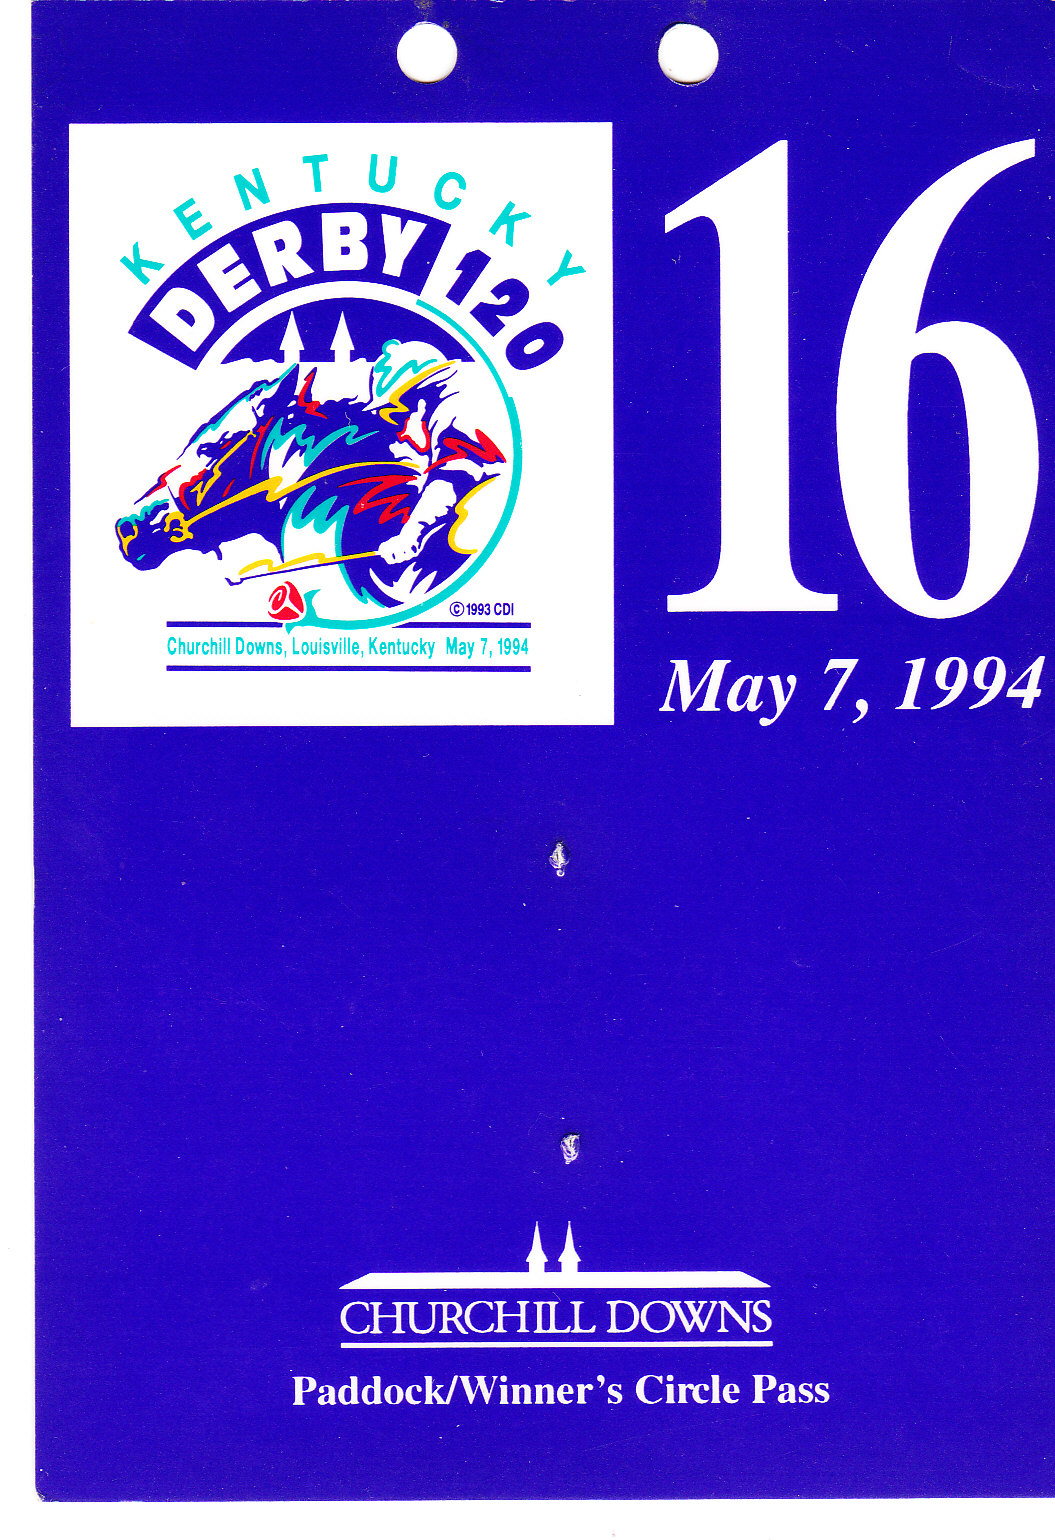 KENTUCKY
DERBY 120
©1993 CDI
Churchill Downs, Louisville, Kentucky May 7, 1994
16
May 7, 1994
CHURCHILL DOWNS
Paddock/Winner's Circle Pass